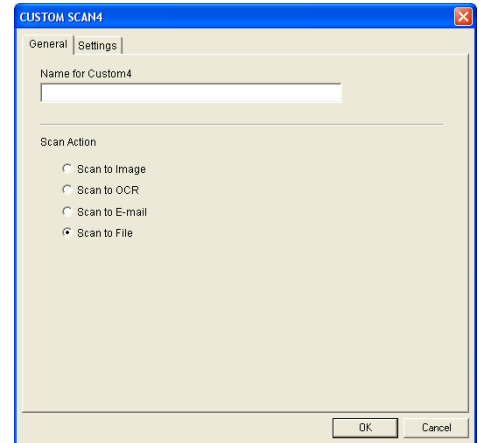 CUSTOM SCAN4
General Settings
Name for Custom4
Scan Action
Scan to Image
Scan to OCR
Scan to E-mail
Scan to File
OK Cancel